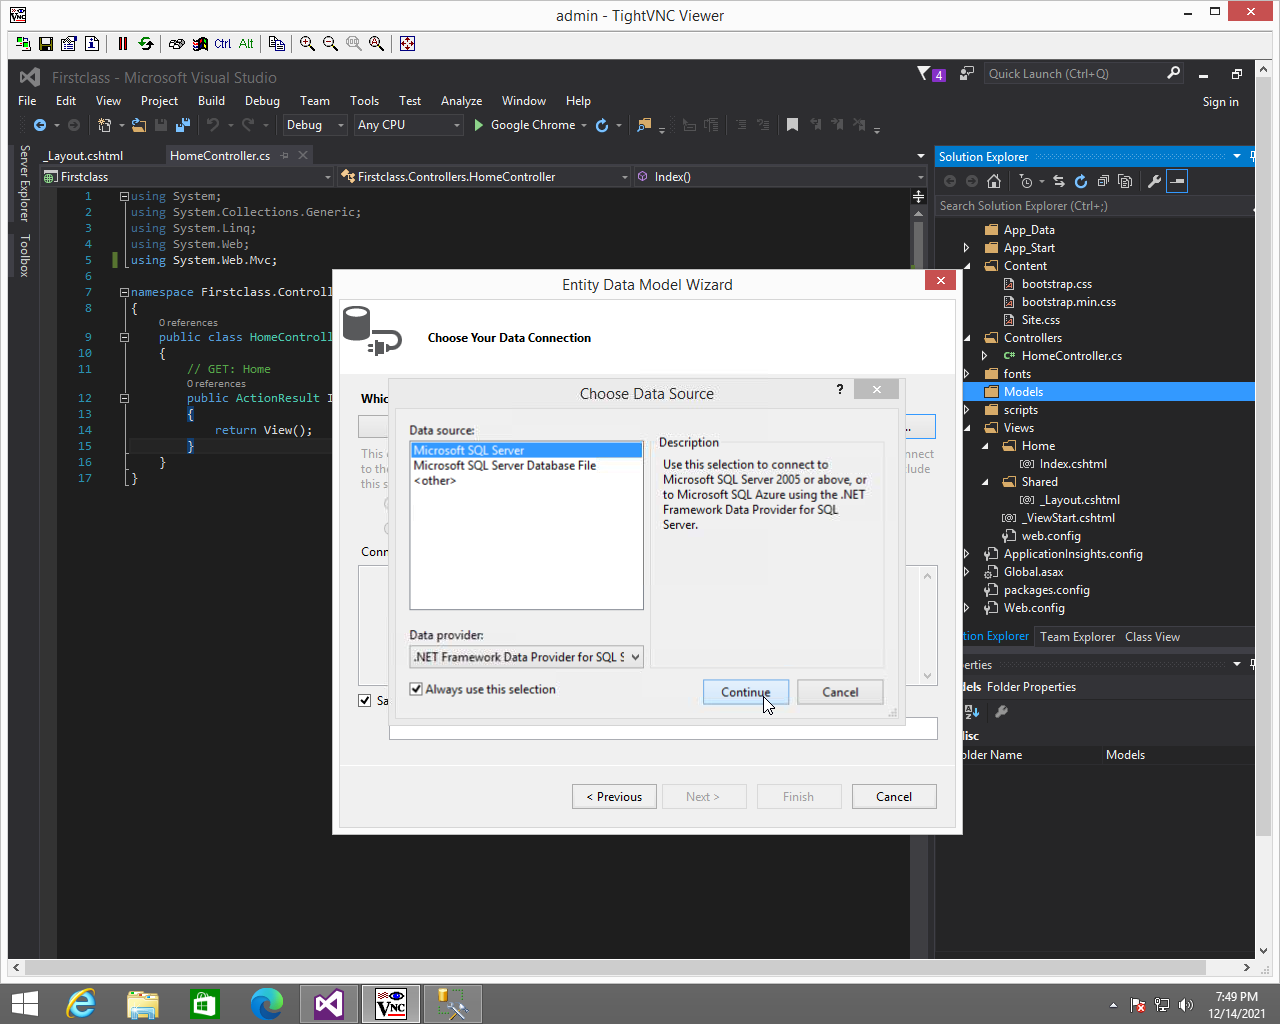 admin - TightVNC Viewer
Ctrl Alt
Firstclass - Microsoft Visual Studio
4
Quick Launch (Ctrl+Q)
File Edit View Project Build Debug Team Tools Test Analyze Window Help
Sign in
Debug
Any CPU
Google Chrome
Server Explorer
Toolbox
_Layout.cshtml
HomeController.cs
Firstclass
Firstclass.Controllers.HomeController
Index()
1 using System;
2 using System.Collections.Generic;
3 using System.Linq;
4 using System.Web;
5 using System.Web.Mvc;
6
7 namespace Firstclass.Controll
8 {
0 references
9 public class HomeControll
10 {
11 // GET: Home
0 references
12 public ActionResult I
13 {
14 return View();
15 }
16 }
17 }
Solution Explorer
Search Solution Explorer (Ctrl+;)
App_Data
App_Start
Content
bootstrap.css
bootstrap.min.css
Site.css
Controllers
C# HomeController.cs
fonts
Models
scripts
Views
Home
[@] Index.cshtml
Shared
[@] _Layout.cshtml
[@] _ViewStart.cshtml
web.config
ApplicationInsights.config
Global.asax
packages.config
Web.config
tion Explorer Team Explorer Class View
erties
dels Folder Properties
lisc
older Name Models
Entity Data Model Wizard
Choose Your Data Connection
Whic
...
This c
to the
this s
nnect
lude
Conn
Sa
< Previous
Next >
Finish
Cancel
Choose Data Source
?
Data source:
Microsoft SQL Server
Microsoft SQL Server Database File
<other>
Description
Use this selection to connect to
Microsoft SQL Server 2005 or above, or
to Microsoft SQL Azure using the .NET
Framework Data Provider for SQL
Server.
Data provider:
.NET Framework Data Provider for SQL S
Always use this selection
Continue
Cancel
7:49 PM
12/14/2021